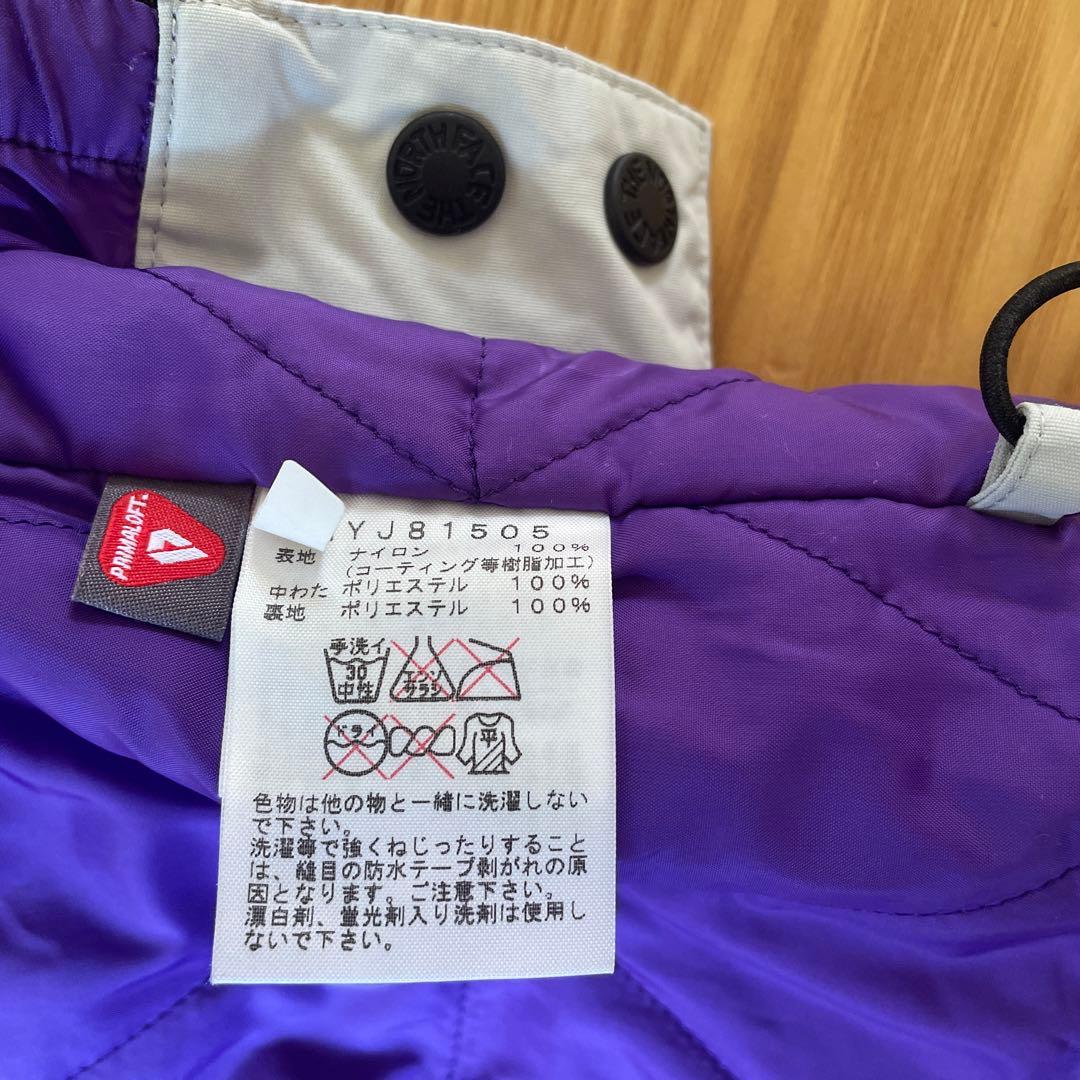 THE NORTH FACE
THE NORTH FACE
PRIMALOFT
YJ81505
表地 ナイロン 100%
(コーティング等樹脂加工)
中わた ポリエステル 100%
裏地 ポリエステル 100%
手洗イ
30
中性
エンソ
サラシ
ドライ
平
色物は他の物と一緒に洗濯しない
で下さい。
洗濯等で強くねじったりすること
は、縫目の防水テープ剥がれの原
因となります。ご注意下さい。
漂白剤、蛍光剤入り洗剤は使用し
ないで下さい。